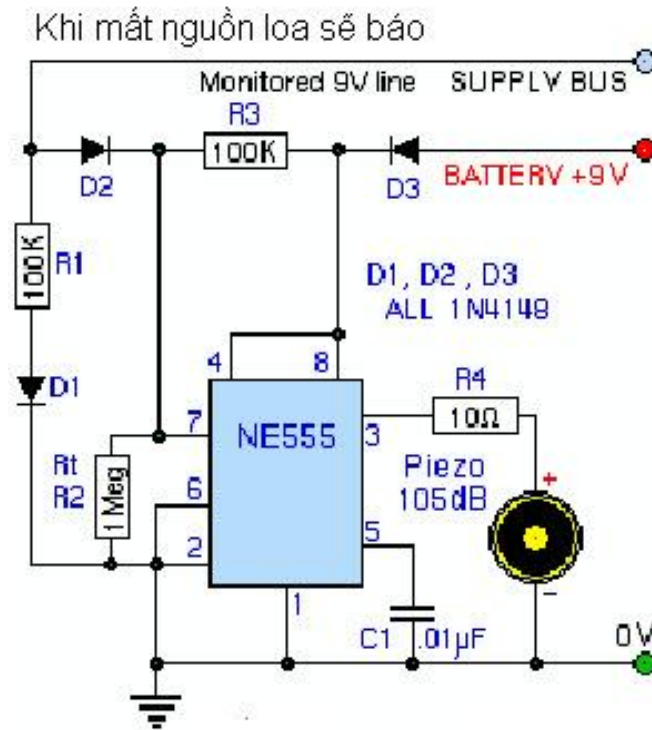 Khi mất nguồn loa sẽ báo
Monitored 9V line SUPPLV BUS
R3
100K
D2
D3
BATTERV +9V
100K
R1
D1, D2 , D3
ALL 1N4148
4
8
D1
R4
7
NE555
3
10Ω
Rt
R2
1 Meg
Piezo
105dB
+
6
2
5
-
1
C1
.01µF
0V